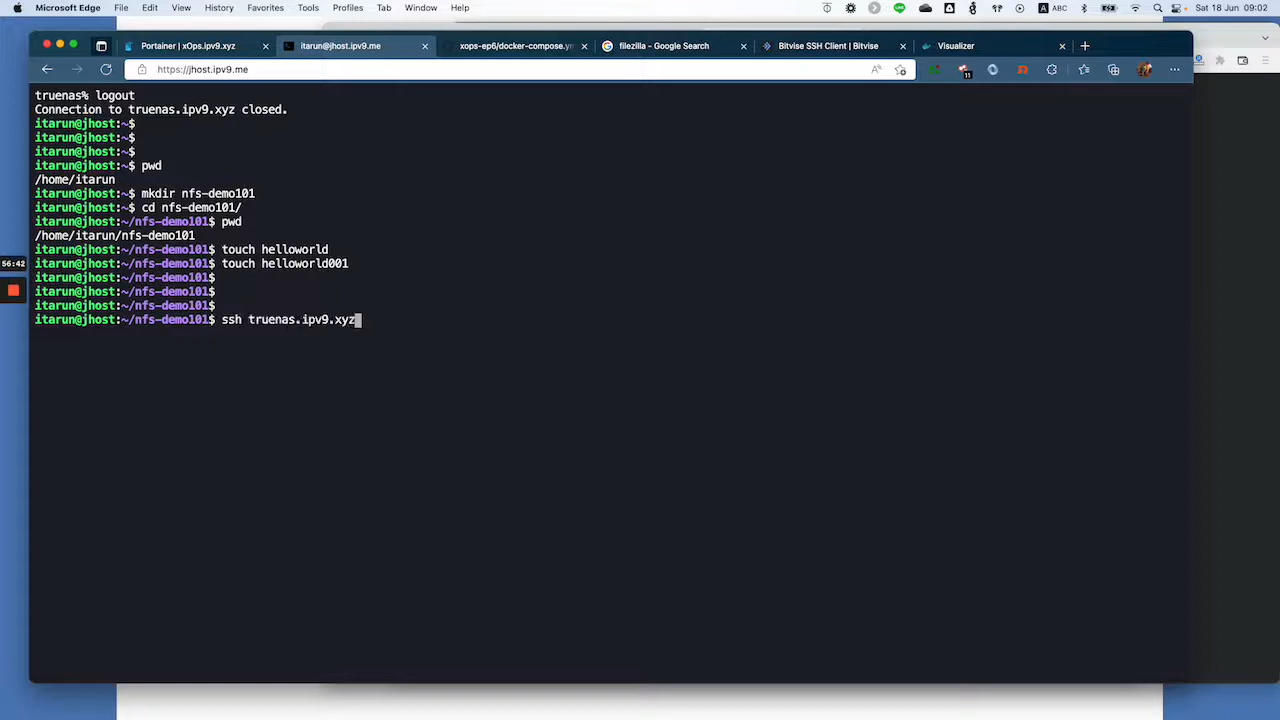 Microsoft Edge File Edit View History Favorites Tools Profiles Tab Window Help A ABC Sat 18 Jun 09:02
Portainer | xOps.ipv9.xyz itarun@jhost.ipv9.me xops-ep6/docker-compose.ym filezilla - Google Search Bitvise SSH Client | Bitvise Visualizer
https://jhost.ipv9.me 11
truenas% logout
Connection to truenas.ipv9.xyz closed.
itarun@jhost:~$
itarun@jhost:~$
itarun@jhost:~$
itarun@jhost:~$ pwd
/home/itarun
itarun@jhost:~$ mkdir nfs-demo101
itarun@jhost:~$ cd nfs-demo101/
itarun@jhost:~/nfs-demo101$ pwd
/home/itarun/nfs-demo101
itarun@jhost:~/nfs-demo101$ touch helloworld
itarun@jhost:~/nfs-demo101$ touch helloworld001
56:42
itarun@jhost:~/nfs-demo101$
itarun@jhost:~/nfs-demo101$
itarun@jhost:~/nfs-demo101$
itarun@jhost:~/nfs-demo101$ ssh truenas.ipv9.xyz